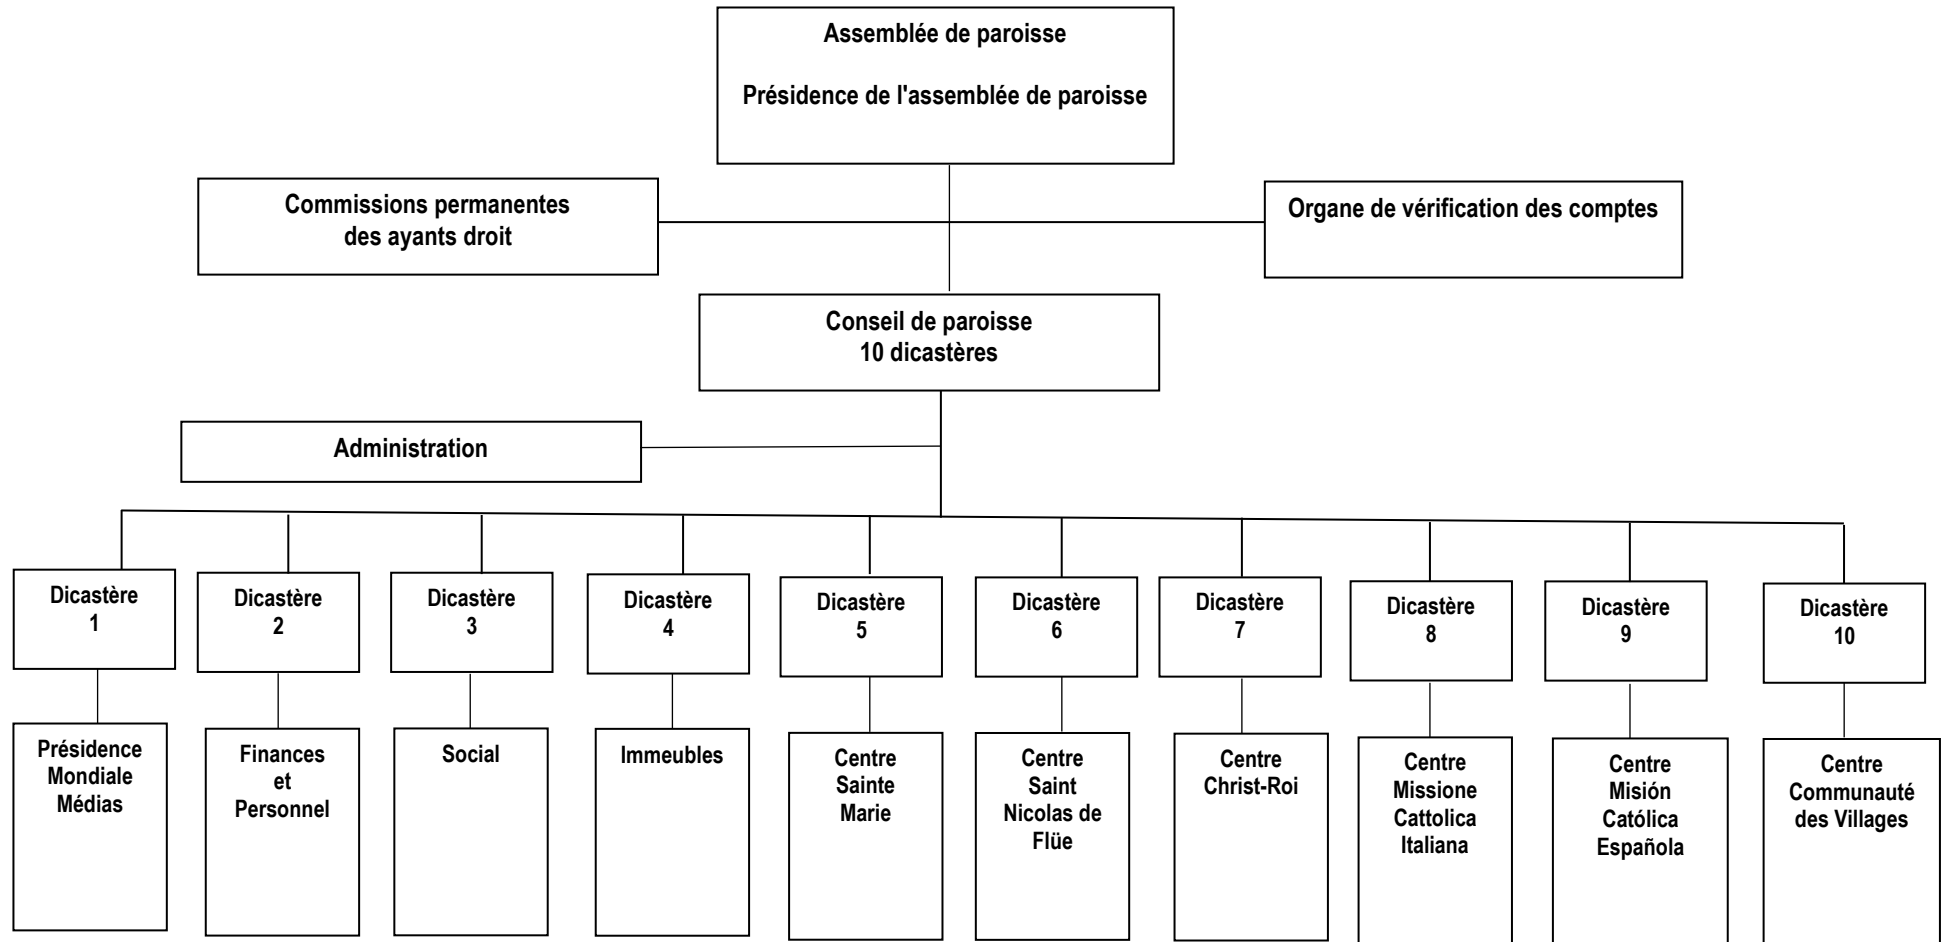 Assemblée de paroisse
Présidence de l'assemblée de paroisse
Commissions permanentes
des ayants droit
Organe de vérification des comptes
Conseil de paroisse
10 dicastères
Administration
Dicastère
1
Dicastère
2
Dicastère
3
Dicastère
4
Dicastère
5
Dicastère
6
Dicastère
7
Dicastère
8
Dicastère
9
Dicastère
10
Présidence
Mondiale
Médias
Finances
et
Personnel
Social
Immeubles
Centre
Sainte
Marie
Centre
Saint
Nicolas de
Flüe
Centre
Christ-Roi
Centre
Missione
Cattolica
Italiana
Centre
Misión
Católica
Española
Centre
Communauté
des Villages